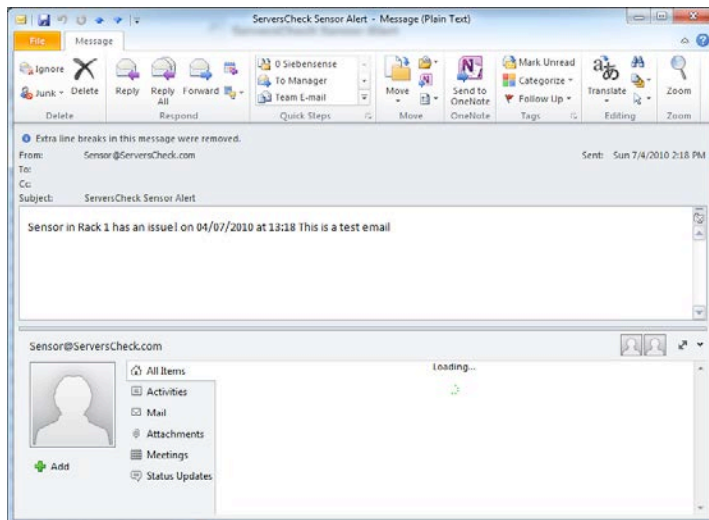 ServersCheck Sensor Alert - Message (Plain Text)
File Message
Ignore
Junk
Delete
Reply
Reply All
Forward
0 Siebensense
To Manager
Team E-mail
Move
Send to OneNote
Mark Unread
Categorize
Follow Up
Translate
Zoom
Delete Respond Quick Steps Move OneNote Tags Editing Zoom
Extra line breaks in this message were removed.
From: Sensor@ServersCheck.com Sent: Sun 7/4/2010 2:18 PM
To:
Cc:
Subject: ServersCheck Sensor Alert
Sensor in Rack 1 has an issue! on 04/07/2010 at 13:18 This is a test email
Sensor@ServersCheck.com
All Items
Loading...
Activities
Mail
Attachments
Meetings
Status Updates
Add